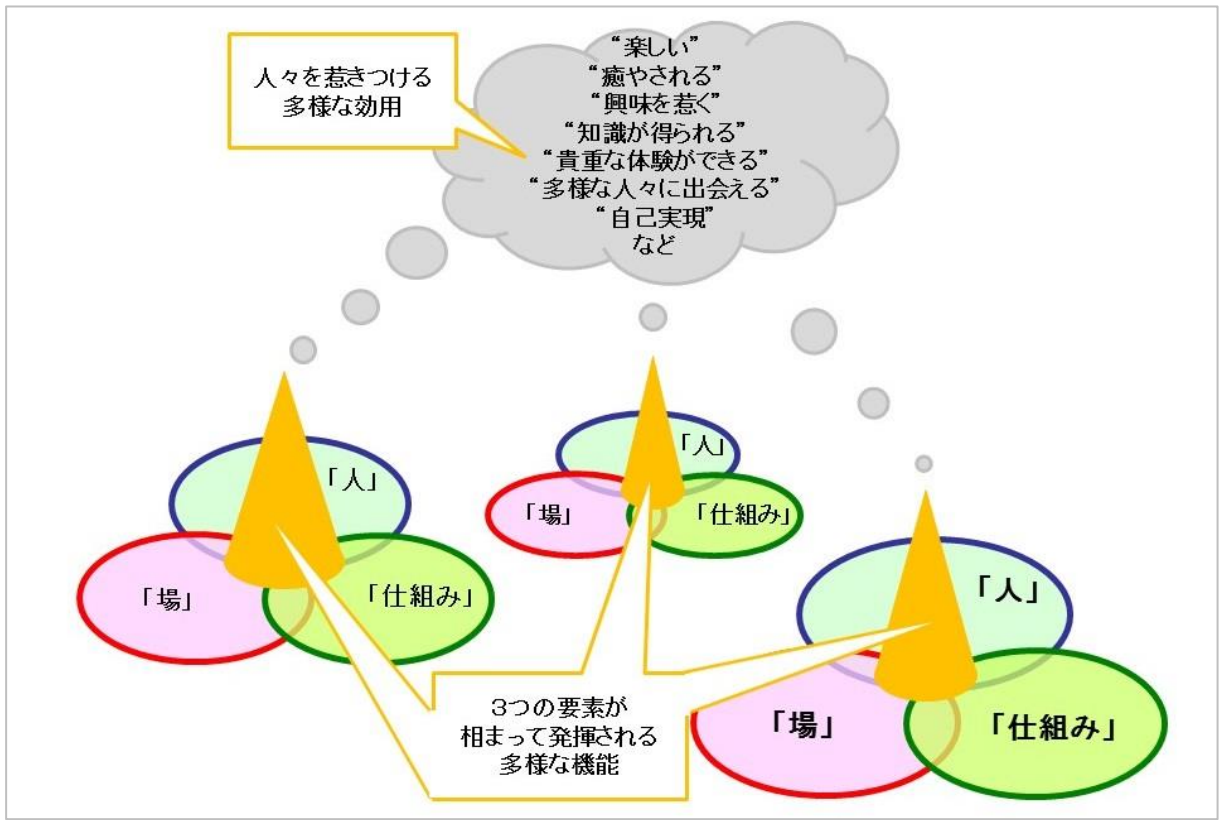 人々を惹きつける
多様な効用
“楽しい”
“癒やされる”
“興味を惹く”
“知識が得られる”
“貴重な体験ができる”
“多様な人々に出会える”
“自己実現”
など
「人」
「場」
「仕組み」
「人」
「場」
「仕組み」
「人」
「場」
「仕組み」
３つの要素が
相まって発揮される
多様な機能